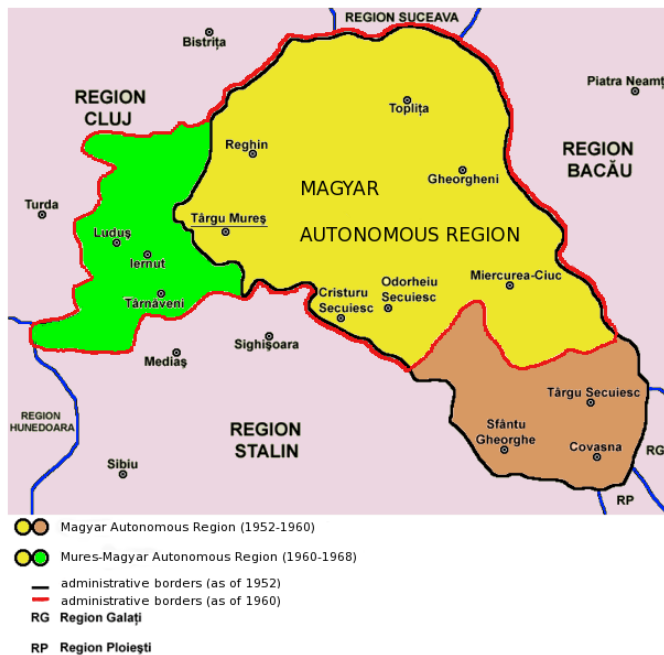 REGION SUCEAVA
Bistrița
Piatra Neamț
REGION
CLUJ
Toplița
REGION
BACĂU
Reghin
Gheorgheni
MAGYAR
Turda
Târgu Mureș
AUTONOMOUS REGION
Luduș
Iernut
Miercurea-Ciuc
Târnăveni
Cristuru
Secuiesc
Odorheiu
Secuiesc
Sighișoara
Mediaș
Târgu Secuiesc
REGION
HUNEDOARA
REGION
STALIN
Sfântu
Gheorghe
Covasna
RG
Sibiu
RP
Magyar Autonomous Region (1952-1960)
Mures-Magyar Autonomous Region (1960-1968)
administrative borders (as of 1952)
administrative borders (as of 1960)
RG Region Galați
RP Region Ploiești